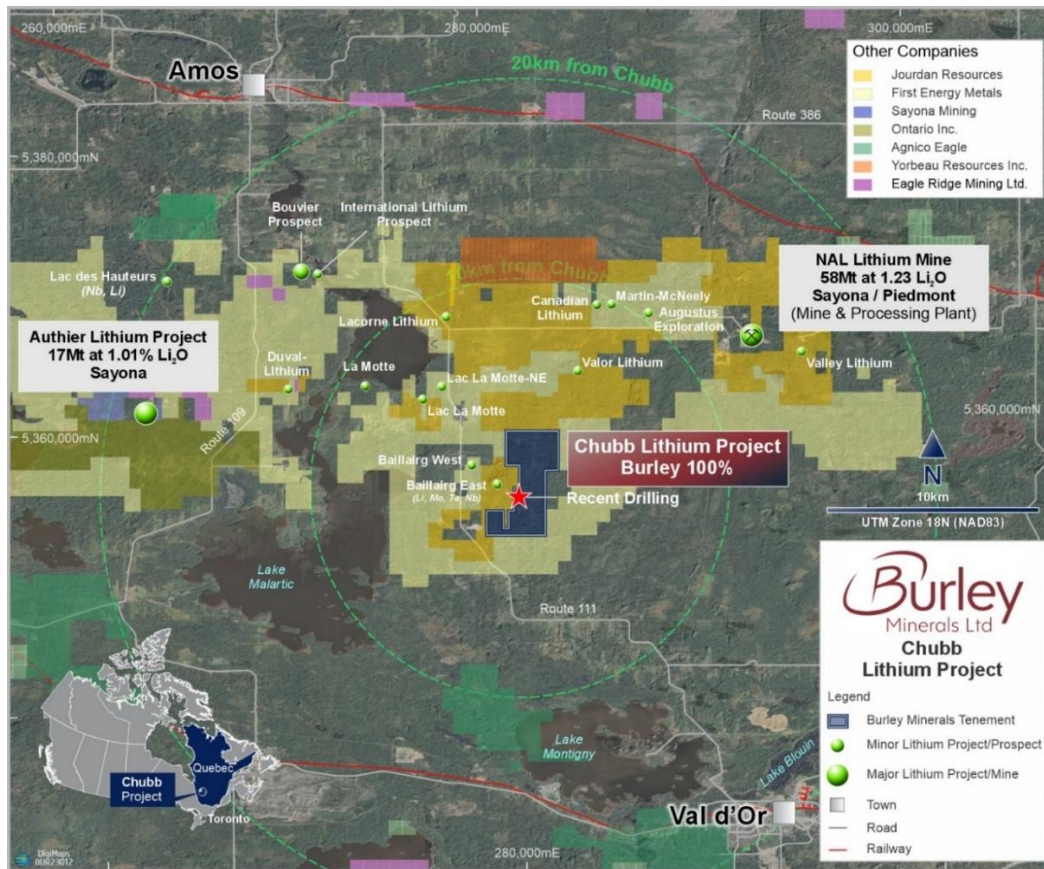 260,000mE
280,000mE
300,000mE
Amos
20km from Chubb
Route 386
5,380,000mN
Other Companies
Jourdan Resources
First Energy Metals
Sayona Mining
Ontario Inc.
Agnico Eagle
Yorbeau Resources Inc.
Eagle Ridge Mining Ltd.
Bouvier
Prospect
International Lithium
Prospect
Lac des Hauteurs
(Nb, Li)
10km from Chubb
NAL Lithium Mine
58Mt at 1.23 Li₂O
Sayona / Piedmont
(Mine & Processing Plant)
Canadian
Lithium
Martin-McNeely
Augustus
Exploration
Lacorne Lithium
Authier Lithium Project
17Mt at 1.01% Li₂O
Sayona
Duval-
Lithium
La Motte
Lac La Motte-NE
Valor Lithium
Valley Lithium
Lac La Motte
Route 109
5,360,000mN
5,360,000mN
Chubb Lithium Project
Burley 100%
Baillairg West
Baillairg East
(Li, Mo, Ta, Nb)
Recent Drilling
N
10km
UTM Zone 18N (NAD83)
Lake
Malartic
Route 111
Burley
Minerals Ltd
Chubb
Lithium Project
Legend
Burley Minerals Tenement
Minor Lithium Project/Prospect
Major Lithium Project/Mine
Town
Road
Railway
Lake
Montigny
Lake Blouin
Val d'Or
Quebec
Chubb
Project
Toronto
280,000mE
DigiMaps
BUR23012